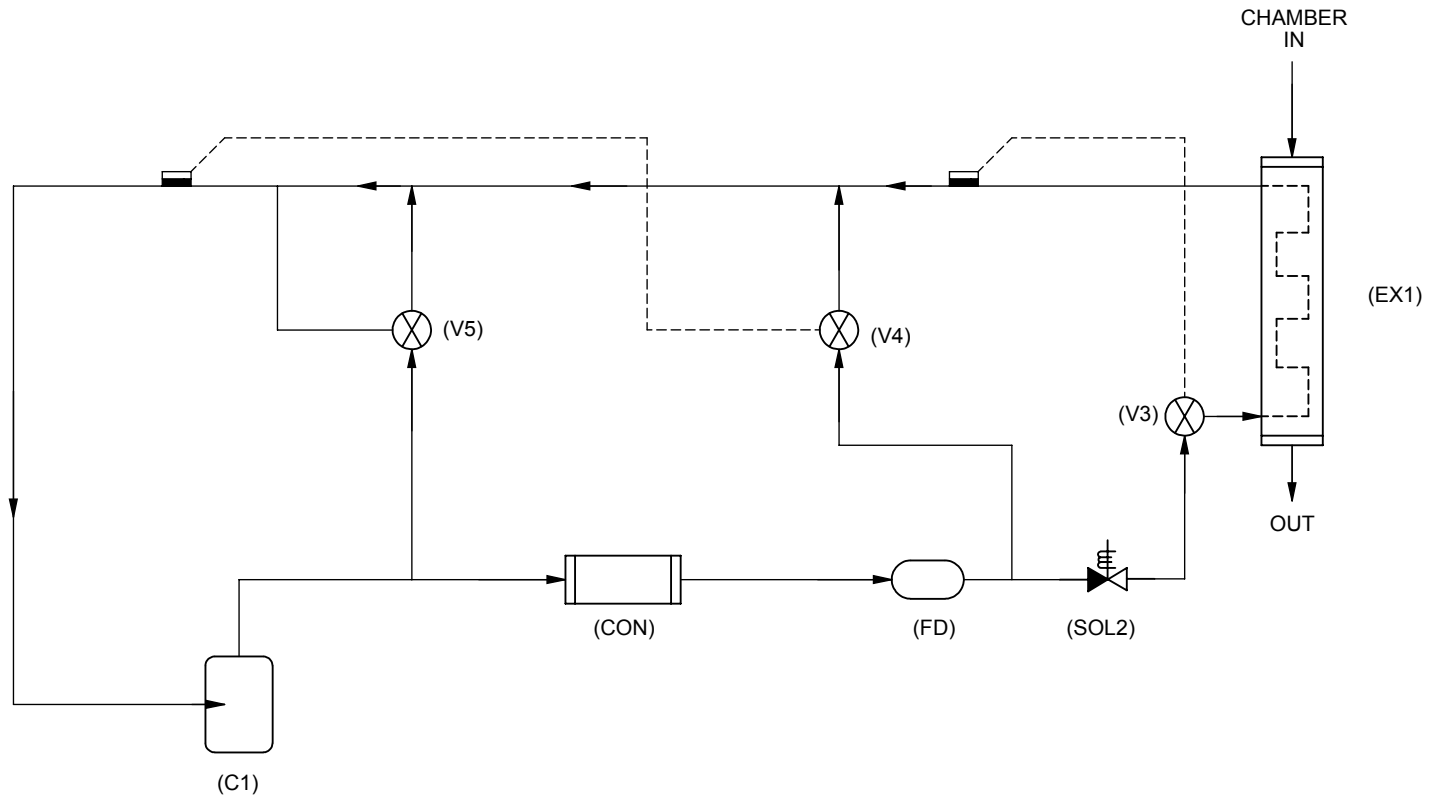 CHAMBER
IN
(EX1)
(V5)
(V4)
(V3)
OUT
(CON)
(FD)
(SOL2)
(C1)